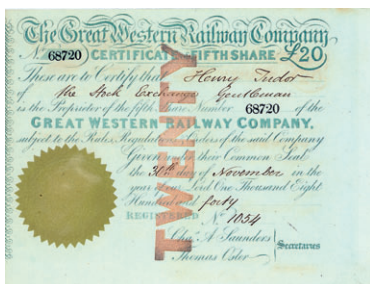 The Great Western Railway Company
No. 68720 CERTIFICATE FIFTH SHARE £20
These are to Certify that Henry Tudor
of the Stock Exchange Gentleman
is the Proprietor of the fifth Share Number 68720 of the
GREAT WESTERN RAILWAY COMPANY,
subject to the Rules, Regulations & Orders of the said Company
Given under their Common Seal
the 30th day of November in the
year of our Lord One Thousand Eight
Hundred and forty
REGISTERED No. 1054
Chas. A Saunders
Thomas Osler
Secretaries
TWENTY